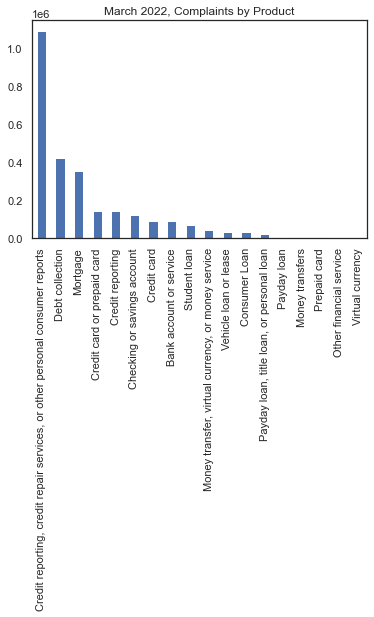 March 2022, Complaints by Product
1e6
1.0
0.8
0.6
0.4
0.2
0.0
Credit reporting, credit repair services, or other personal consumer reports
Debt collection
Mortgage
Credit card or prepaid card
Credit reporting
Checking or savings account
Credit card
Bank account or service
Student loan
Money transfer, virtual currency, or money service
Vehicle loan or lease
Consumer Loan
Payday loan, title loan, or personal loan
Payday loan
Money transfers
Prepaid card
Other financial service
Virtual currency